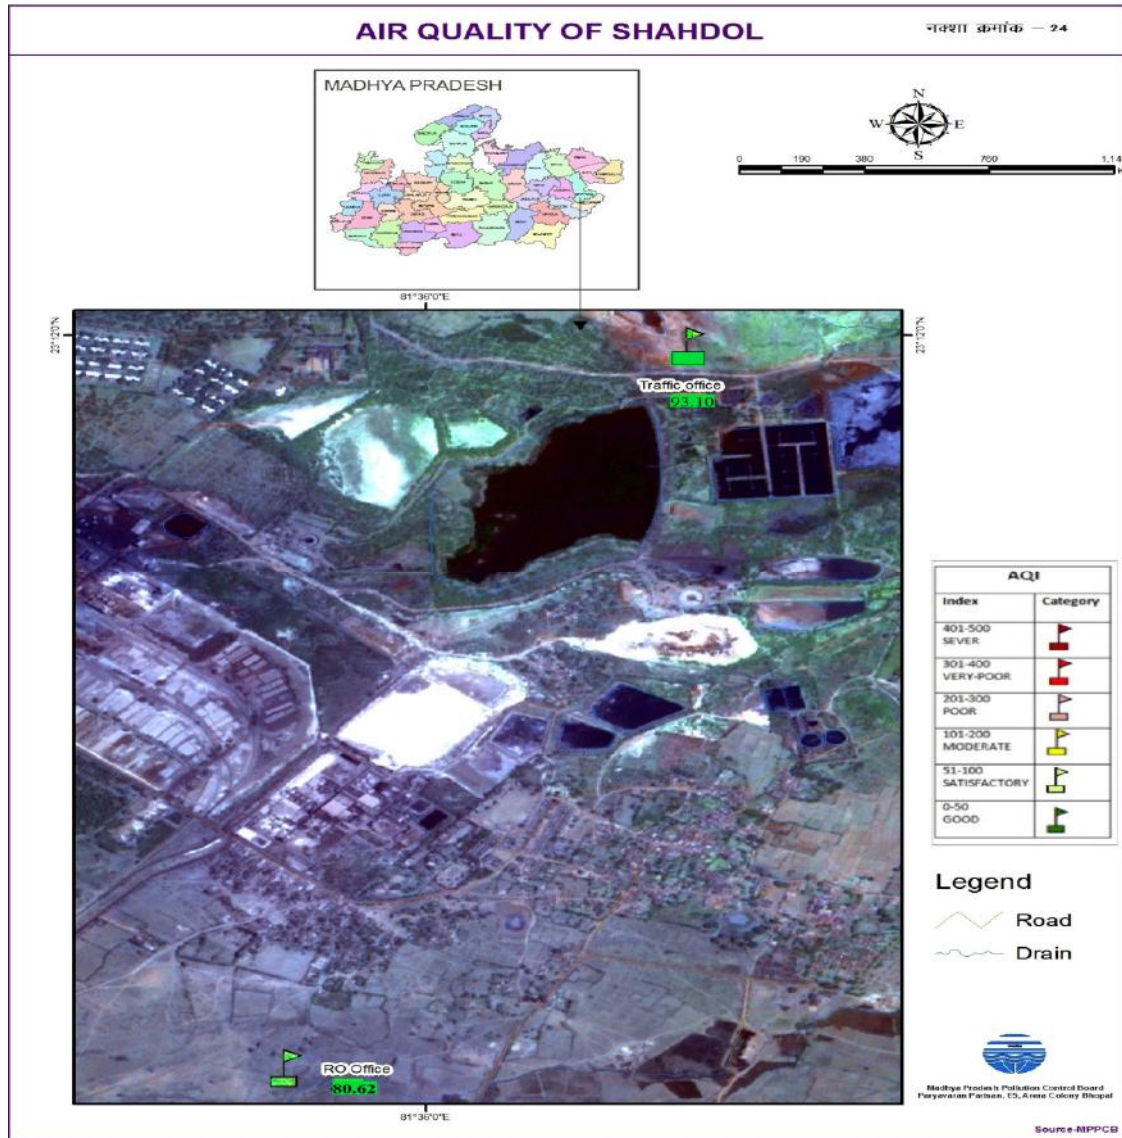 AIR QUALITY OF SHAHDOL
नक्शा क्रमांक – 24
MADHYA PRADESH
N
W E
S
0 190 380 760 1,14
81°36'0"E
23°12'0"N
23°12'0"N
Traffic office
93.10
AQI
Index Category
401-500
SEVER
301-400
VERY-POOR
201-300
POOR
101-200
MODERATE
51-100
SATISFACTORY
0-50
GOOD
Legend
Road
Drain
RO Office
80.62
81°36'0"E
Madhya Pradesh Pollution Control Board
Paryavaran Parisar, E5, Arera Colony Bhopal
Source-MPPCB